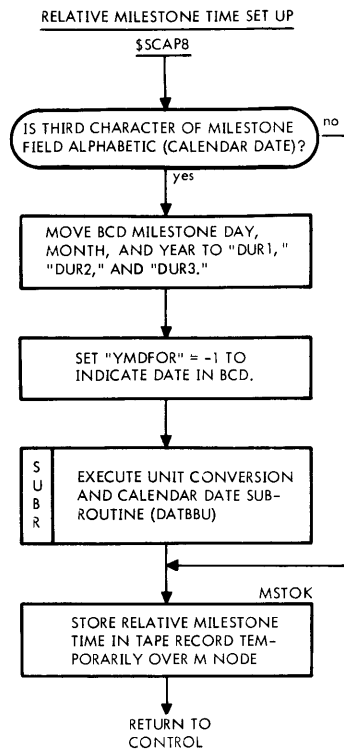 RELATIVE MILESTONE TIME SET UP
$SCAP8
IS THIRD CHARACTER OF MILESTONE
FIELD ALPHABETIC (CALENDAR DATE)?
no
yes
MOVE BCD MILESTONE DAY,
MONTH, AND YEAR TO "DUR1,"
"DUR2," AND "DUR3."
SET "YMDFOR" = -1 TO
INDICATE DATE IN BCD.
SUBR
EXECUTE UNIT CONVERSION
AND CALENDAR DATE SUB-
ROUTINE (DATBBU)
MSTOK
STORE RELATIVE MILESTONE
TIME IN TAPE RECORD TEM-
PORARILY OVER M NODE
RETURN TO
CONTROL